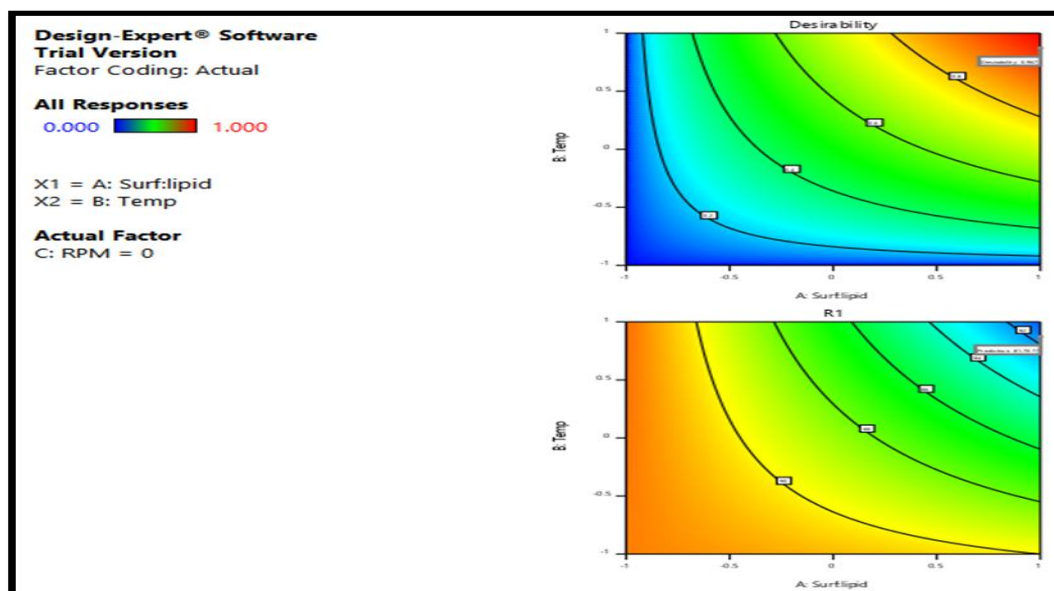 Design-Expert® Software
Trial Version
Factor Coding: Actual
All Responses
0.000 1.000
X1 = A: Surf:lipid
X2 = B: Temp
Actual Factor
C: RPM = 0
Desirability
1
0.5
0
-0.5
-1
B: Temp
0.2
-1 -0.5 0 0.5 1
A: Surf:lipid
R1
1
0.5
0
-0.5
-1
B: Temp
-1 -0.5 0 0.5 1
A: Surf:lipid